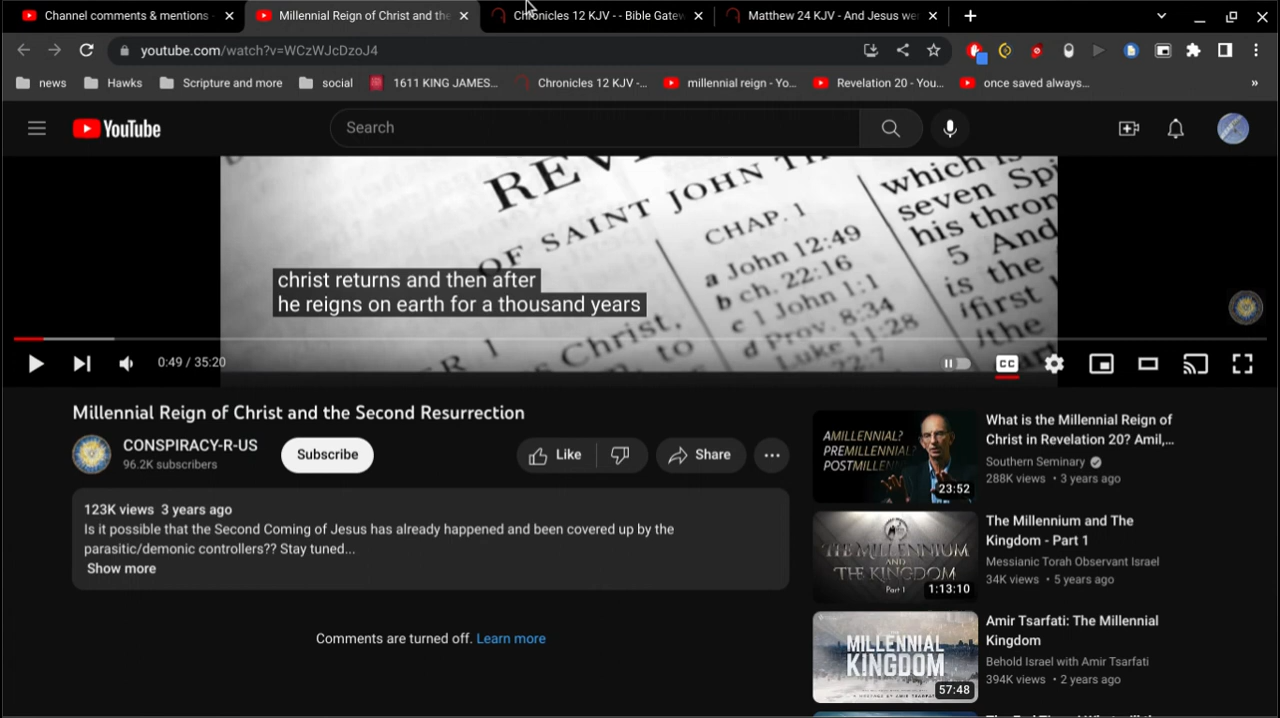 Channel comments & mentions -
Millennial Reign of Christ and the
Chronicles 12 KJV - - Bible Gatew
Matthew 24 KJV - And Jesus we
youtube.com/watch?v=WCzWJcDzoJ4
news
Hawks
Scripture and more
social
1611 KING JAMES...
Chronicles 12 KJV -...
millennial reign - Yo...
Revelation 20 - You...
once saved always...
»
YouTube
Search
OF SAINT JOHN
CHAP. 1
a John 12:49
b ch. 22:16
c 1 John 1:1
d Prov. 8:34
Luke 11:28
22:7
which is
seven Spi
his thron
5 And
is the
christ returns and then after
he reigns on earth for a thousand years
Christ,
to
0:49 / 35:20
CC
Millennial Reign of Christ and the Second Resurrection
CONSPIRACY-R-US
96.2K subscribers
Subscribe
Like
Share
123K views 3 years ago
Is it possible that the Second Coming of Jesus has already happened and been covered up by the
parasitic/demonic controllers?? Stay tuned...
Show more
Comments are turned off. Learn more
AMILLENNIAL?
PREMILLENNIAL?
POSTMILLEN
23:52
What is the Millennial Reign of
Christ in Revelation 20? Amil,...
Southern Seminary
288K views • 3 years ago
THE MILLENNIUM
AND
THE KINGDOM
Part 1
1:13:10
The Millennium and The
Kingdom - Part 1
Messianic Torah Observant Israel
34K views • 5 years ago
MILLENNIAL
KINGDOM
57:48
Amir Tsarfati: The Millennial
Kingdom
Behold Israel with Amir Tsarfati
394K views • 2 years ago